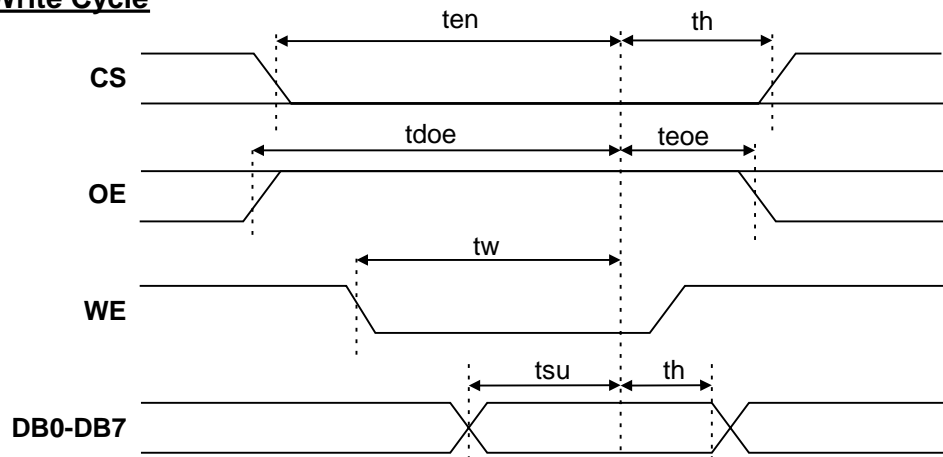 Write Cycle
ten
th
CS
tdoe
teoe
OE
tw
WE
tsu
th
DB0-DB7